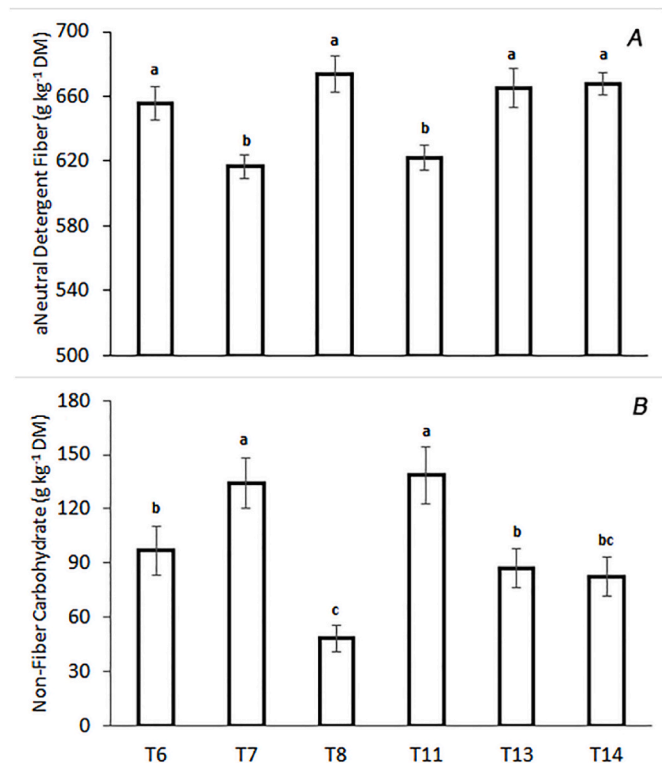 A
aNeutral Detergent Fiber (g kg⁻¹ DM)
700
660
620
580
540
500
a
b
a
b
a
a
B
Non-Fiber Carbohydrate (g kg⁻¹ DM)
180
150
120
90
60
30
0
b
a
c
a
b
bc
T6 T7 T8 T11 T13 T14